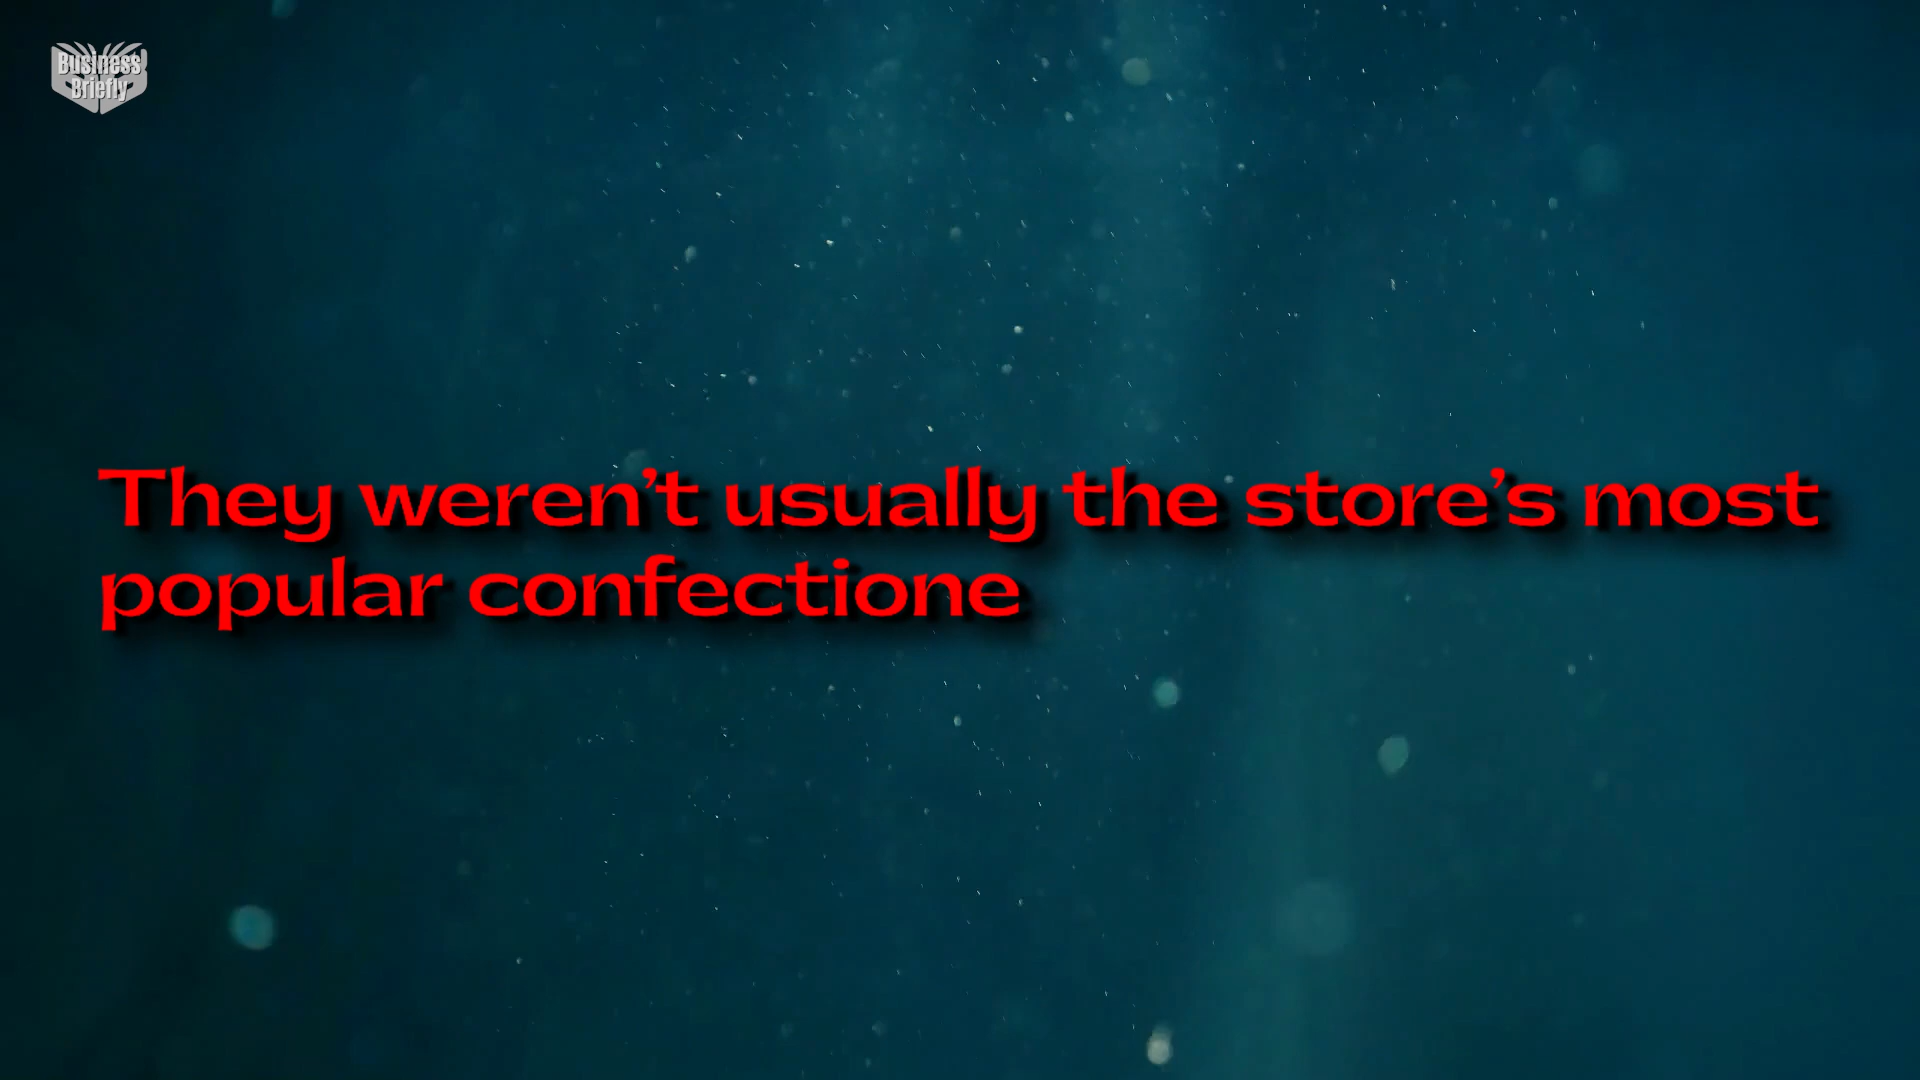 Business
Briefly
They weren’t usually the store’s most
popular confectione